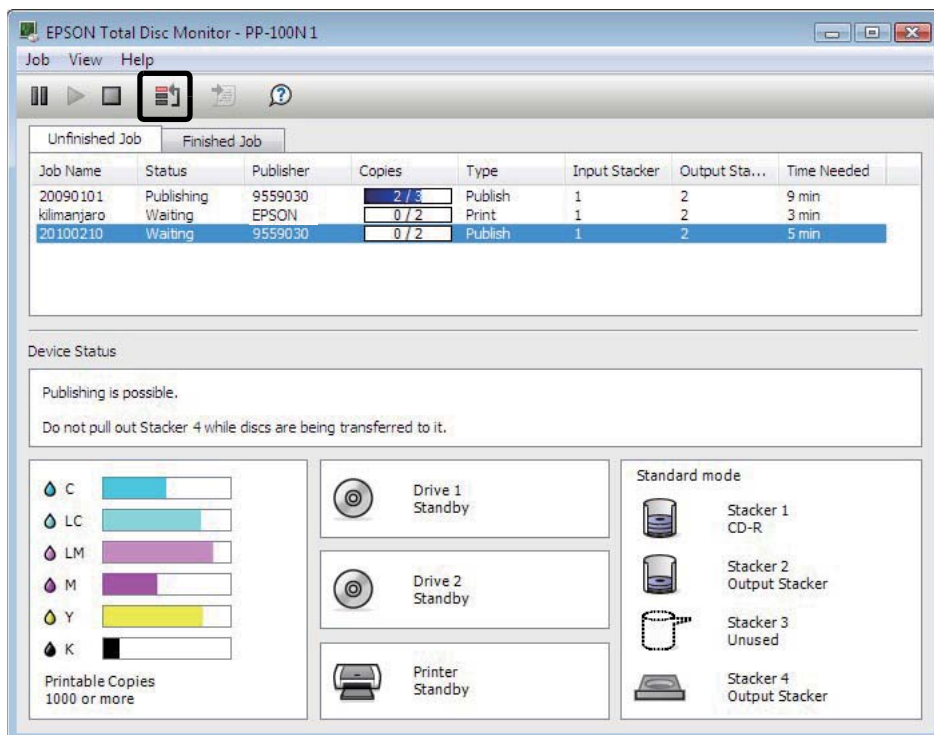 EPSON Total Disc Monitor - PP-100N 1
Job View Help
Unfinished Job Finished Job
Job Name Status Publisher Copies Type Input Stacker Output Sta... Time Needed
20090101 Publishing 9559030 2 / 3 Publish 1 2 9 min
kilimanjaro Waiting EPSON 0 / 2 Print 1 2 3 min
20100210 Waiting 9559030 0 / 2 Publish 1 2 5 min
Device Status
Publishing is possible.
Do not pull out Stacker 4 while discs are being transferred to it.
C
LC
LM
M
Y
K
Printable Copies
1000 or more
Drive 1
Standby
Drive 2
Standby
Printer
Standby
Standard mode
Stacker 1
CD-R
Stacker 2
Output Stacker
Stacker 3
Unused
Stacker 4
Output Stacker